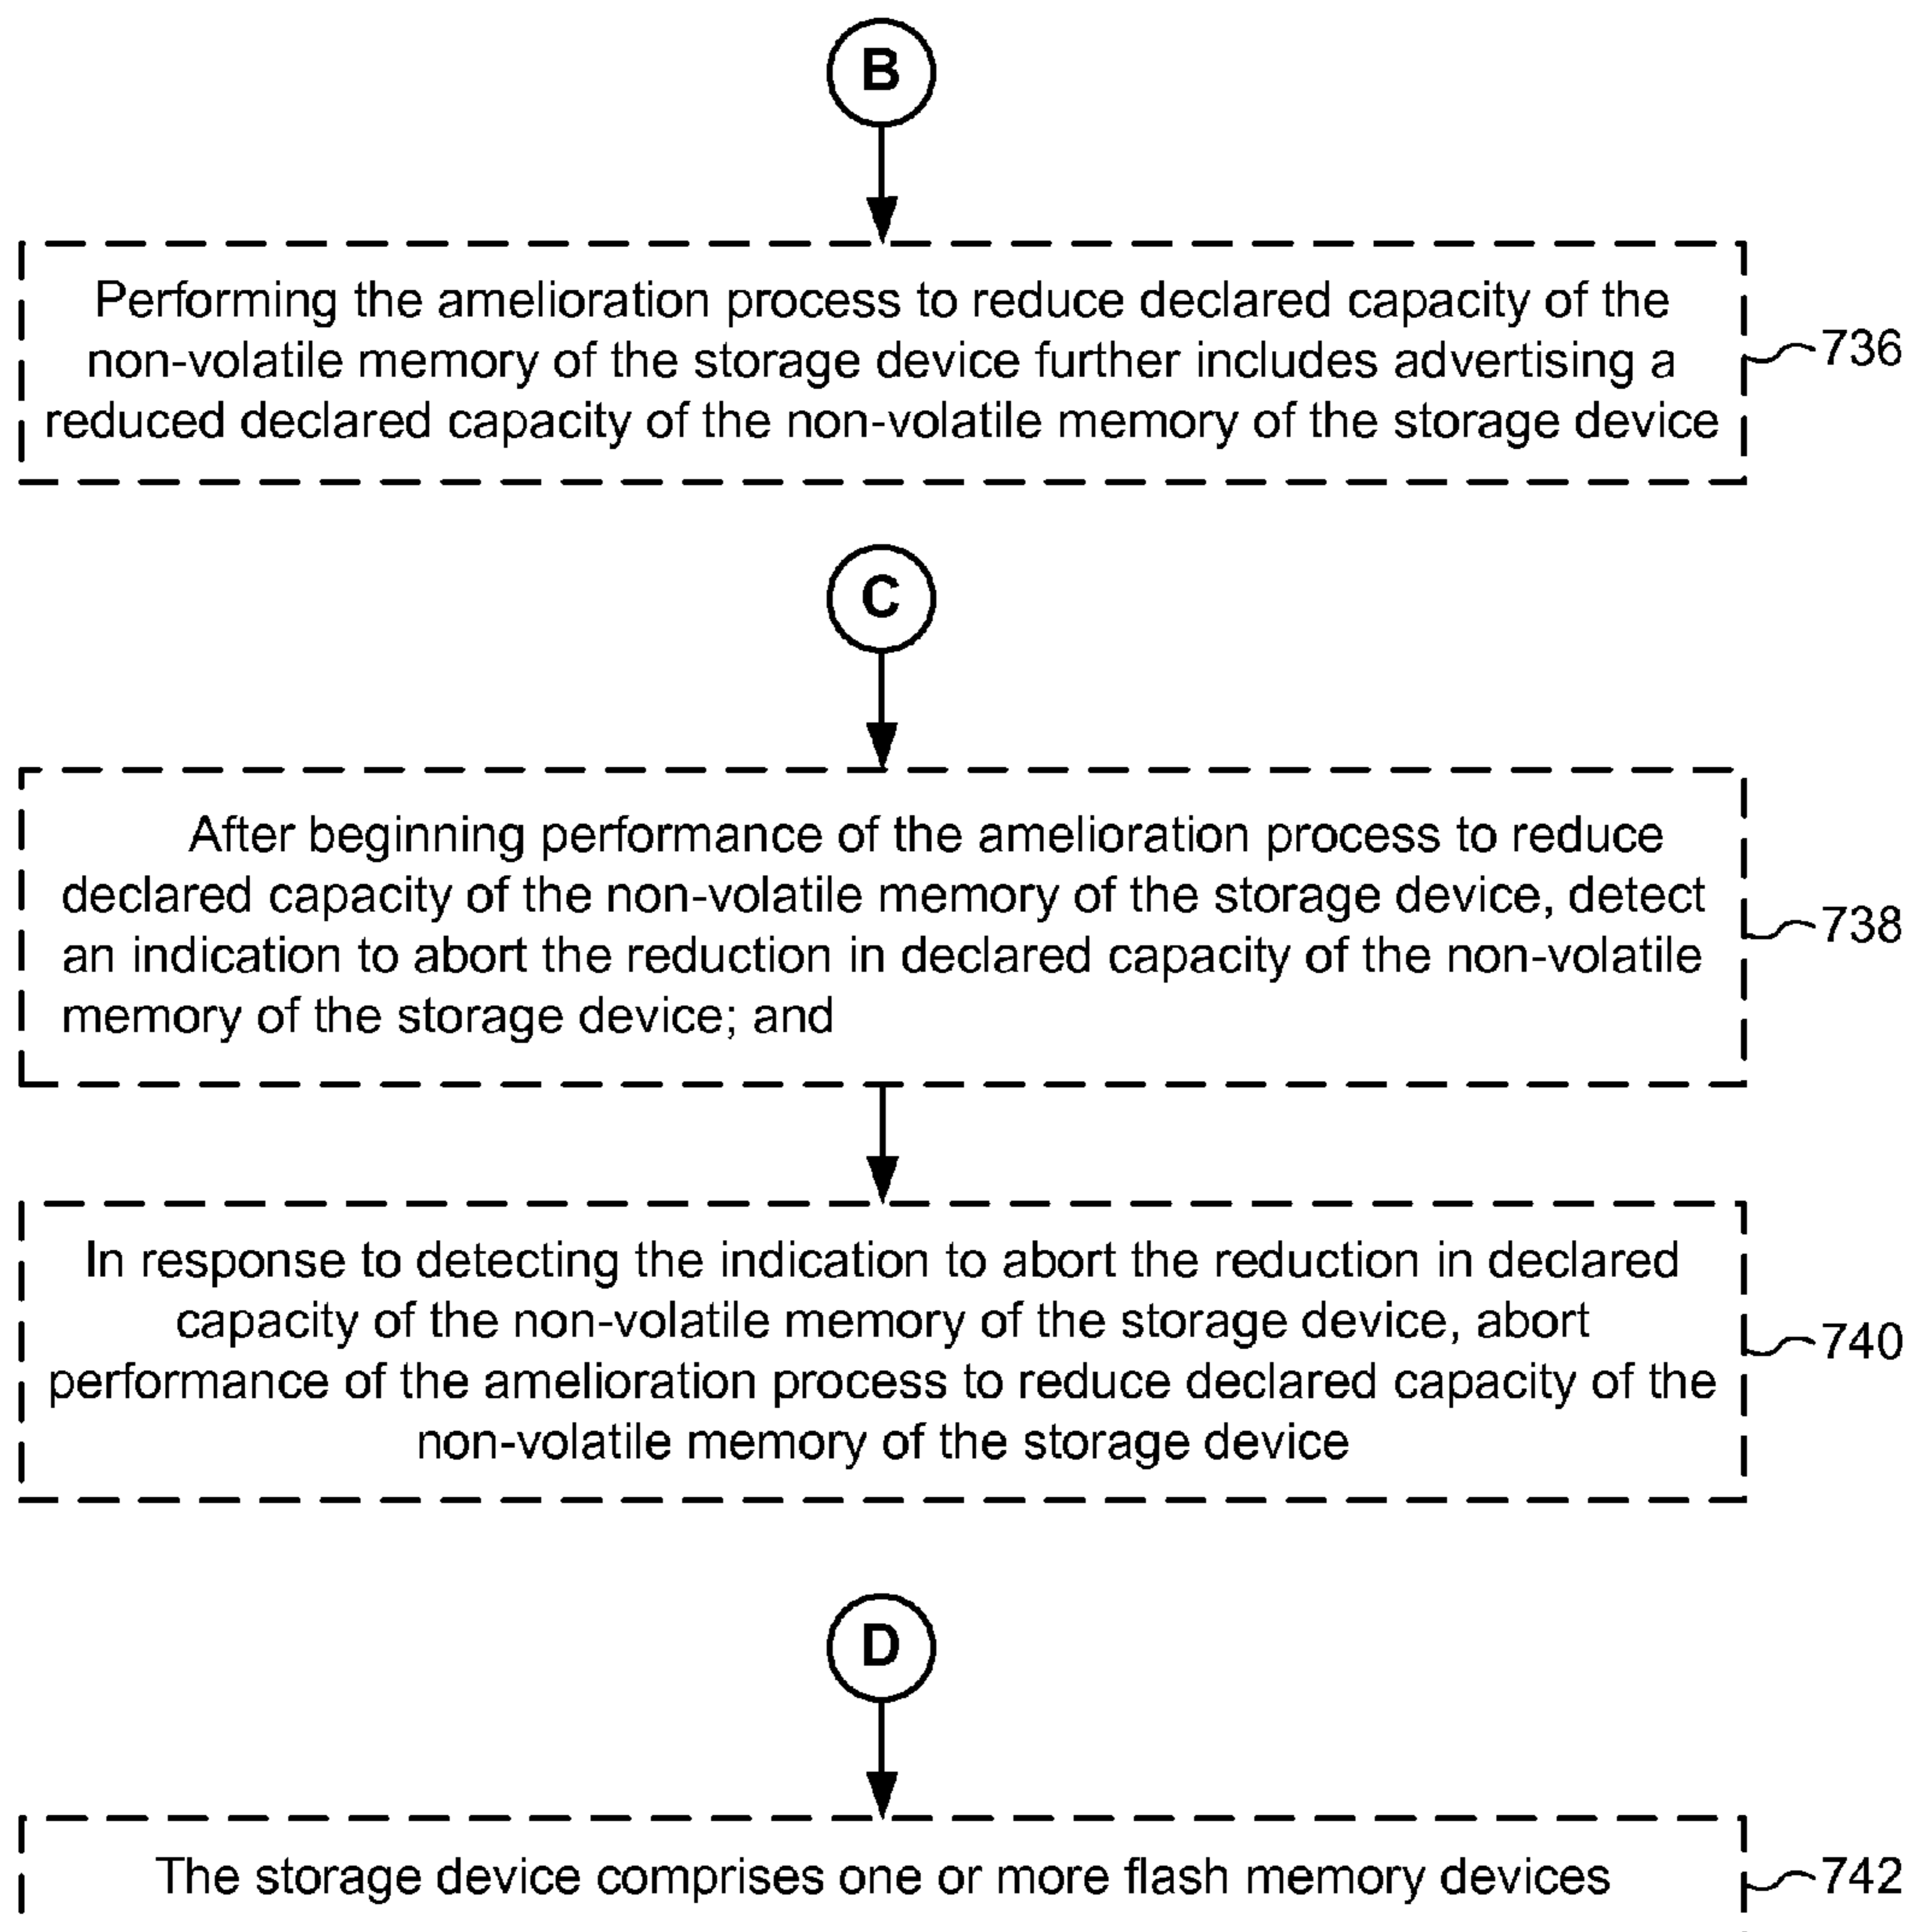 B
Performing the amelioration process to reduce declared capacity of the
non-volatile memory of the storage device further includes advertising a
reduced declared capacity of the non-volatile memory of the storage device
736
C
After beginning performance of the amelioration process to reduce
declared capacity of the non-volatile memory of the storage device, detect
an indication to abort the reduction in declared capacity of the non-volatile
memory of the storage device; and
738
In response to detecting the indication to abort the reduction in declared
capacity of the non-volatile memory of the storage device, abort
performance of the amelioration process to reduce declared capacity of the
non-volatile memory of the storage device
740
D
The storage device comprises one or more flash memory devices
742